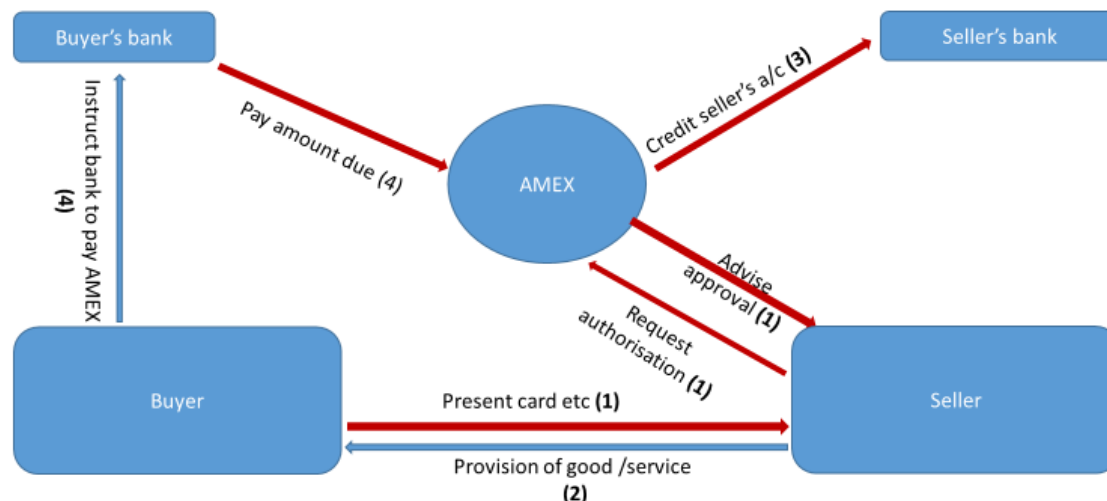 Buyer's bank
Seller's bank
Pay amount due (4)
Credit seller's a/c (3)
Instruct bank to pay AMEX
(4)
AMEX
Advise
approval (1)
Request
authorisation (1)
Buyer
Present card etc (1)
Seller
Provision of good /service
(2)